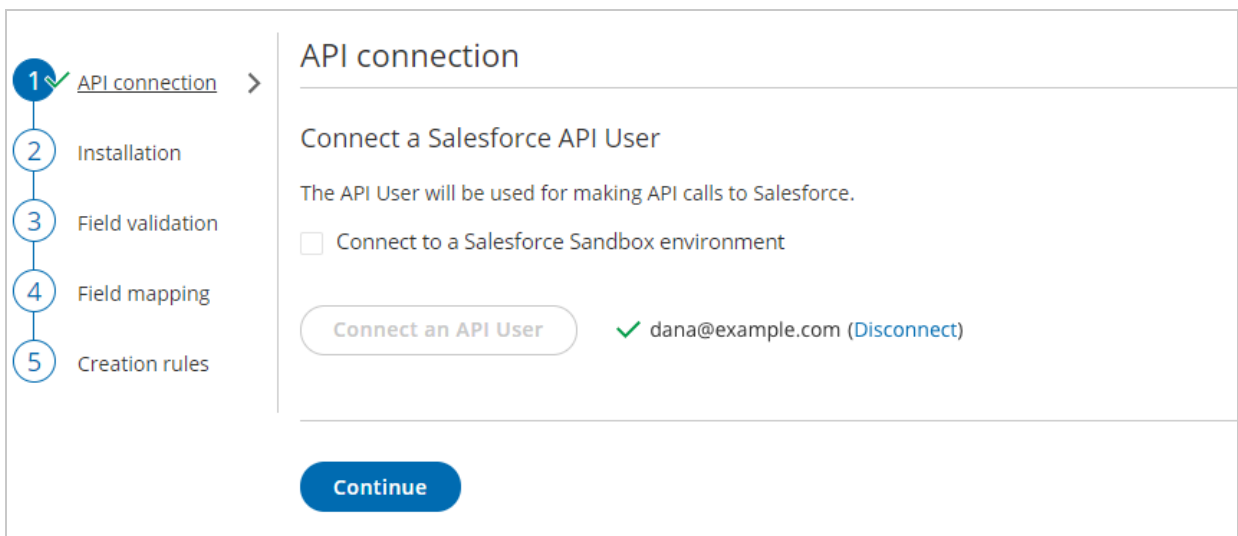 1 API connection
2 Installation
3 Field validation
4 Field mapping
5 Creation rules
API connection
Connect a Salesforce API User
The API User will be used for making API calls to Salesforce.
Connect to a Salesforce Sandbox environment
Connect an API User dana@example.com (Disconnect)
Continue